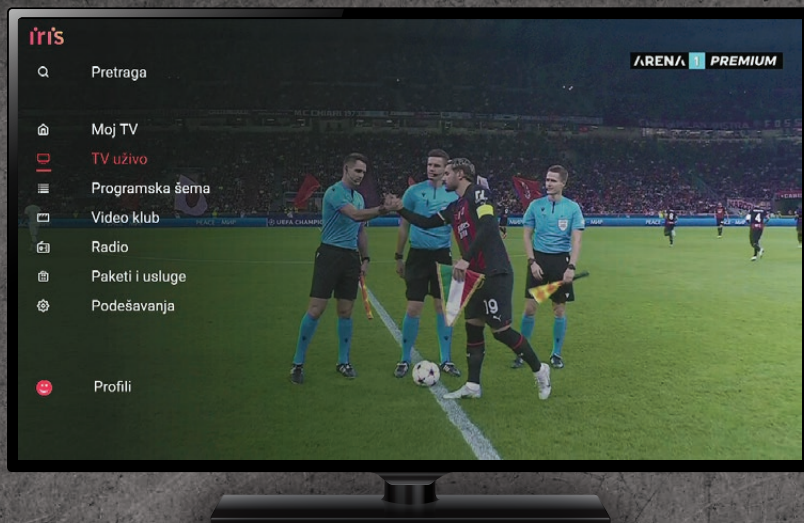 iris
Pretraga
ARENA 1 PREMIUM
Moj TV
TV uživo
Programska šema
Video klub
Radio
Paketi i usluge
Podešavanja
Profili
19
4